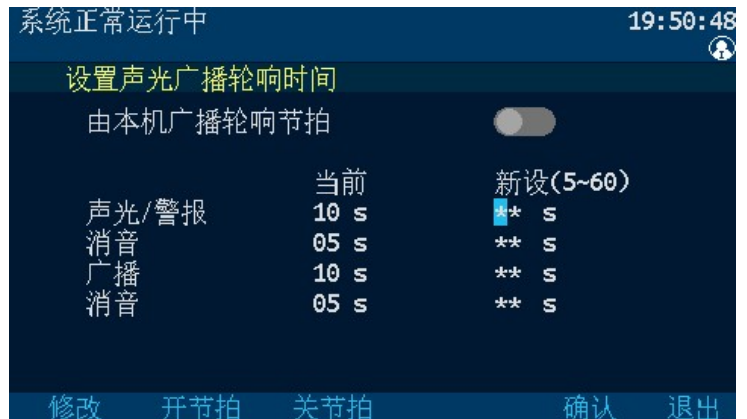 系统正常运行中 19:50:48
设置声光广播轮响时间
由本机广播轮响节拍
当前 新设(5~60)
声光/警报 10 s ** s
消音 05 s ** s
广播 10 s ** s
消音 05 s ** s
修改 开节拍 关节拍 确认 退出